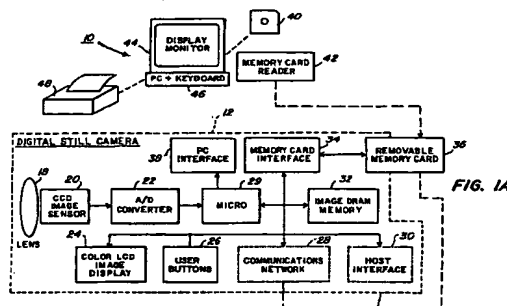 10
44
DISPLAY
MONITOR
40
42
MEMORY CARD
READER
48
PC + KEYBOARD
46
12
DIGITAL STILL CAMERA
38
PC
INTERFACE
34
MEMORY CARD
INTERFACE
REMOVABLE
MEMORY CARD
36
FIG. 1A
18
20
CCD
IMAGE
SENSOR
22
A/D
CONVERTER
29
MICRO
32
IMAGE DRAM
MEMORY
LENS
24
COLOR LCD
IMAGE
DISPLAY
26
USER
BUTTONS
28
COMMUNICATIONS
NETWORK
30
HOST
INTERFACE